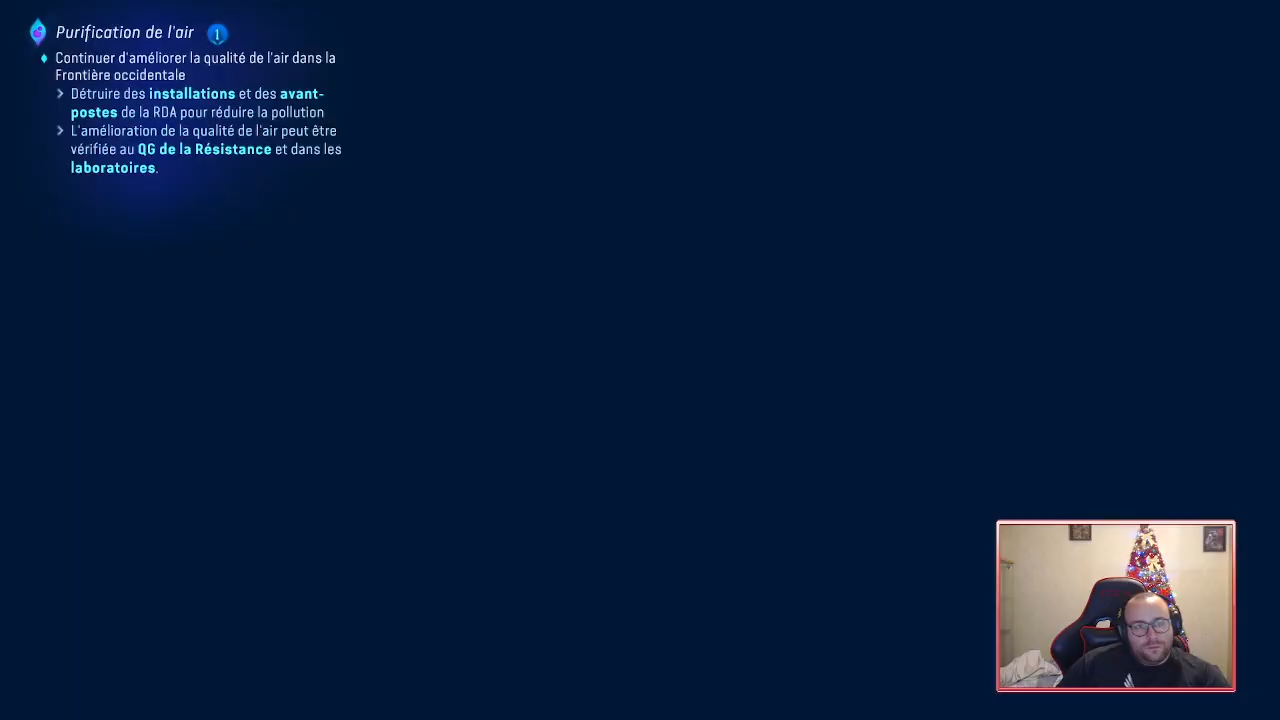 Purification de l'air
1
Continuer d'améliorer la qualité de l'air dans la
Frontière occidentale
Détruire des installations et des avant-
postes de la RDA pour réduire la pollution
L'amélioration de la qualité de l'air peut être
vérifiée au QG de la Résistance et dans les
laboratoires.